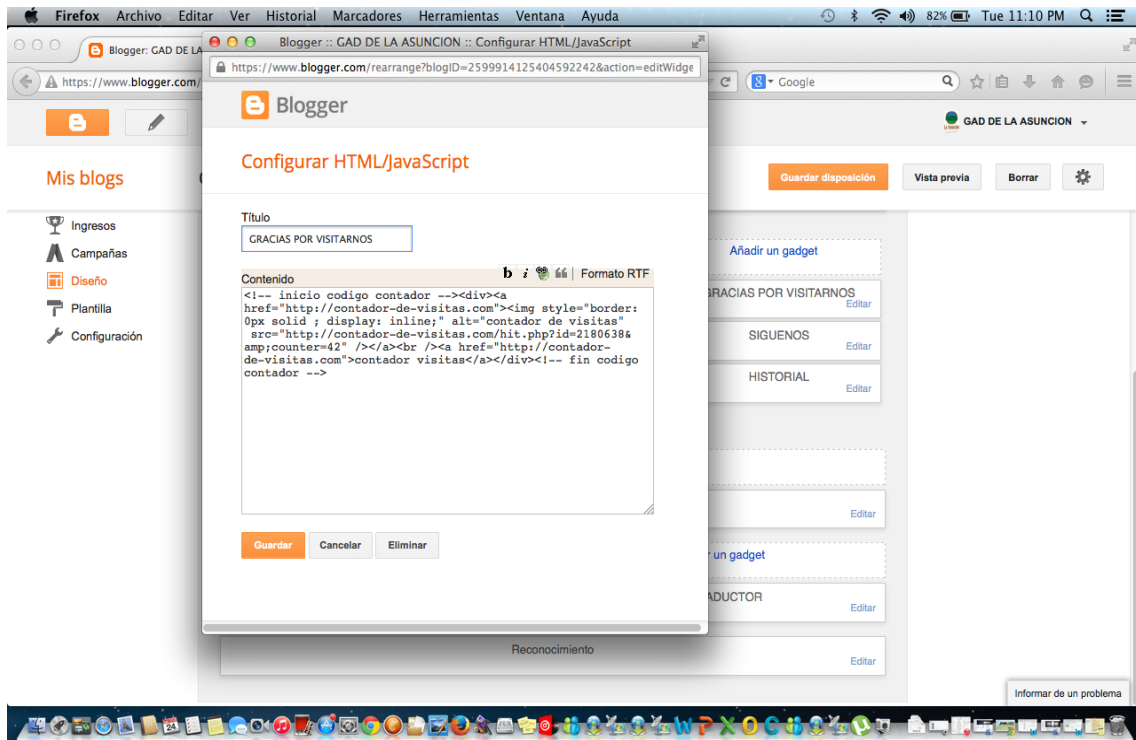 Firefox Archivo Editar Ver Historial Marcadores Herramientas Ventana Ayuda 82% Tue 11:10 PM
Blogger: GAD DE LA
Blogger :: GAD DE LA ASUNCION :: Configurar HTML/JavaScript
https://www.blogger.com/
https://www.blogger.com/rearrange?blogID=2599914125404592242&action=editWidge
Google
Blogger
GAD DE LA ASUNCION
Mis blogs
Configurar HTML/JavaScript
Guardar disposición Vista previa Borrar
Ingresos
Campañas
Diseño
Plantilla
Configuración
Título
GRACIAS POR VISITARNOS
Contenido b i Formato RTF
<!-- inicio codigo contador --><div><a
href="http://contador-de-visitas.com"><img style="border:
0px solid ; display: inline;" alt="contador de visitas"
src="http://contador-de-visitas.com/hit.php?id=2180638&
amp;counter=42" /></a><br /><a href="http://contador-
de-visitas.com">contador visitas</a></div><!-- fin codigo
contador -->
Guardar Cancelar Eliminar
Añadir un gadget
GRACIAS POR VISITARNOS
Editar
SIGUENOS
Editar
HISTORIAL
Editar
Editar
un gadget
ADUCTOR
Editar
Reconocimiento
Editar
Informar de un problema